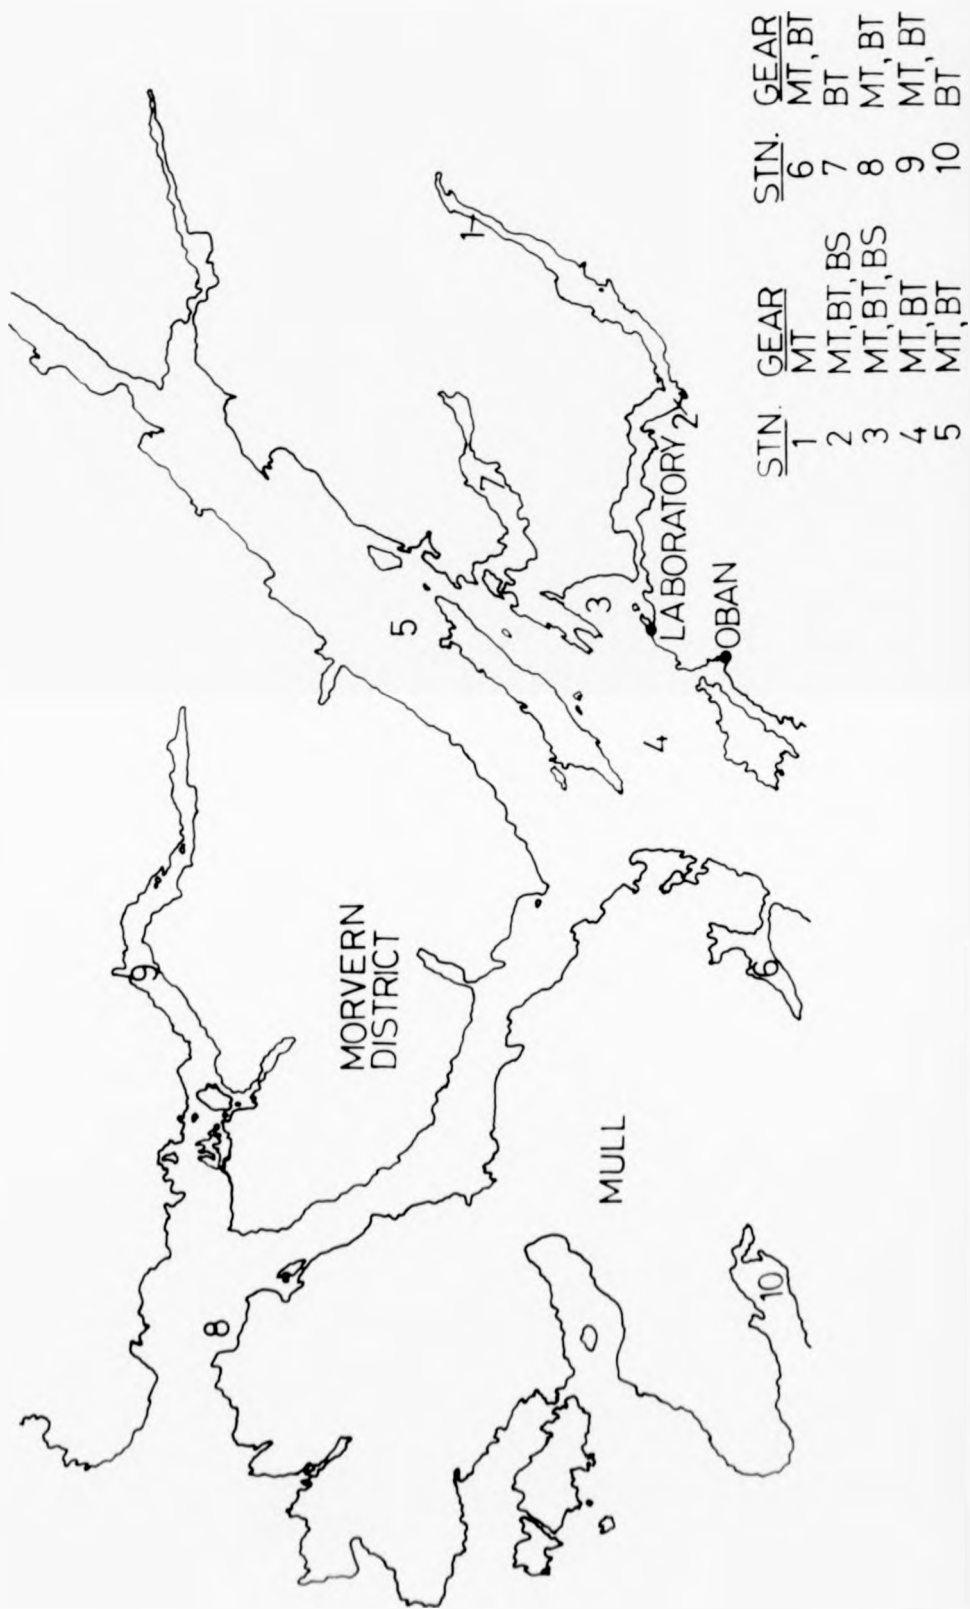 1
7
5
3
2
LABORATORY
OBAN
4
9
MORVERN
DISTRICT
6
MULL
8
10
STN. GEAR STN. GEAR
1 MT 6 MT, BT
2 MT, BT, BS 7 BT
3 MT, BT, BS 8 MT, BT
4 MT, BT 9 MT, BT
5 MT, BT 10 BT